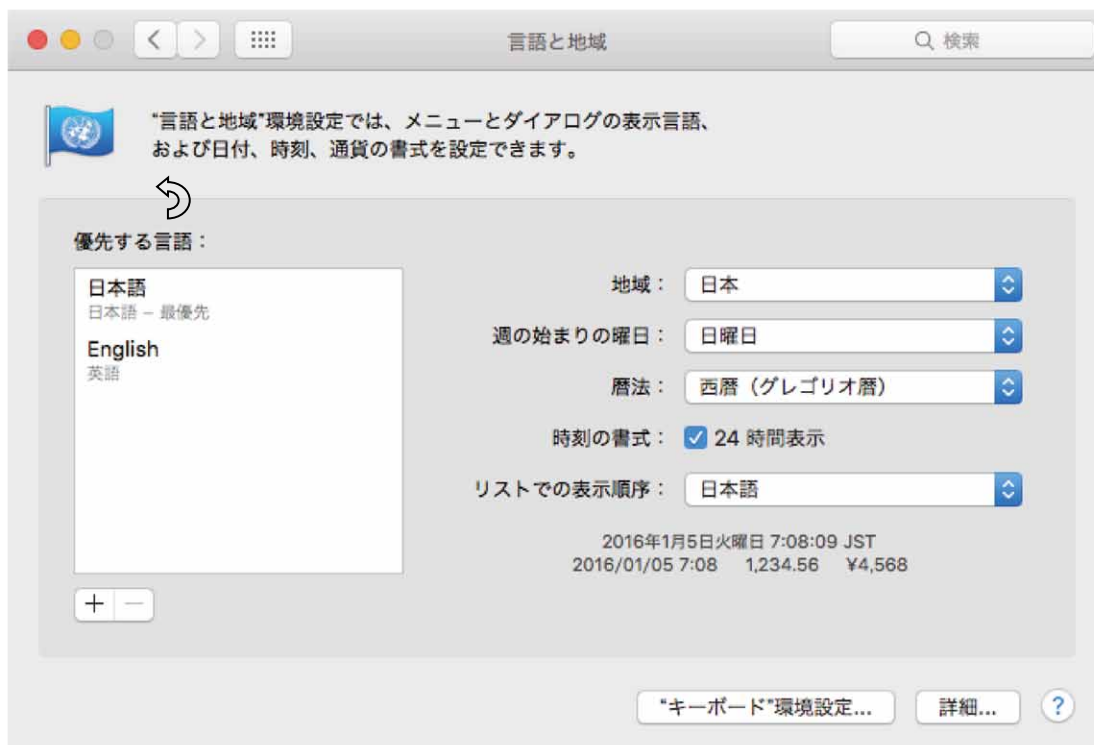 言語と地域
検索
“言語と地域”環境設定では、メニューとダイアログの表示言語、
および日付、時刻、通貨の書式を設定できます。
優先する言語：
日本語
日本語 – 最優先
English
英語
地域： 日本
週の始まりの曜日： 日曜日
暦法： 西暦（グレゴリオ暦）
時刻の書式： 24 時間表示
リストでの表示順序： 日本語
2016年1月5日火曜日 7:08:09 JST
2016/01/05 7:08 1,234.56 ¥4,568
“キーボード”環境設定... 詳細... ?